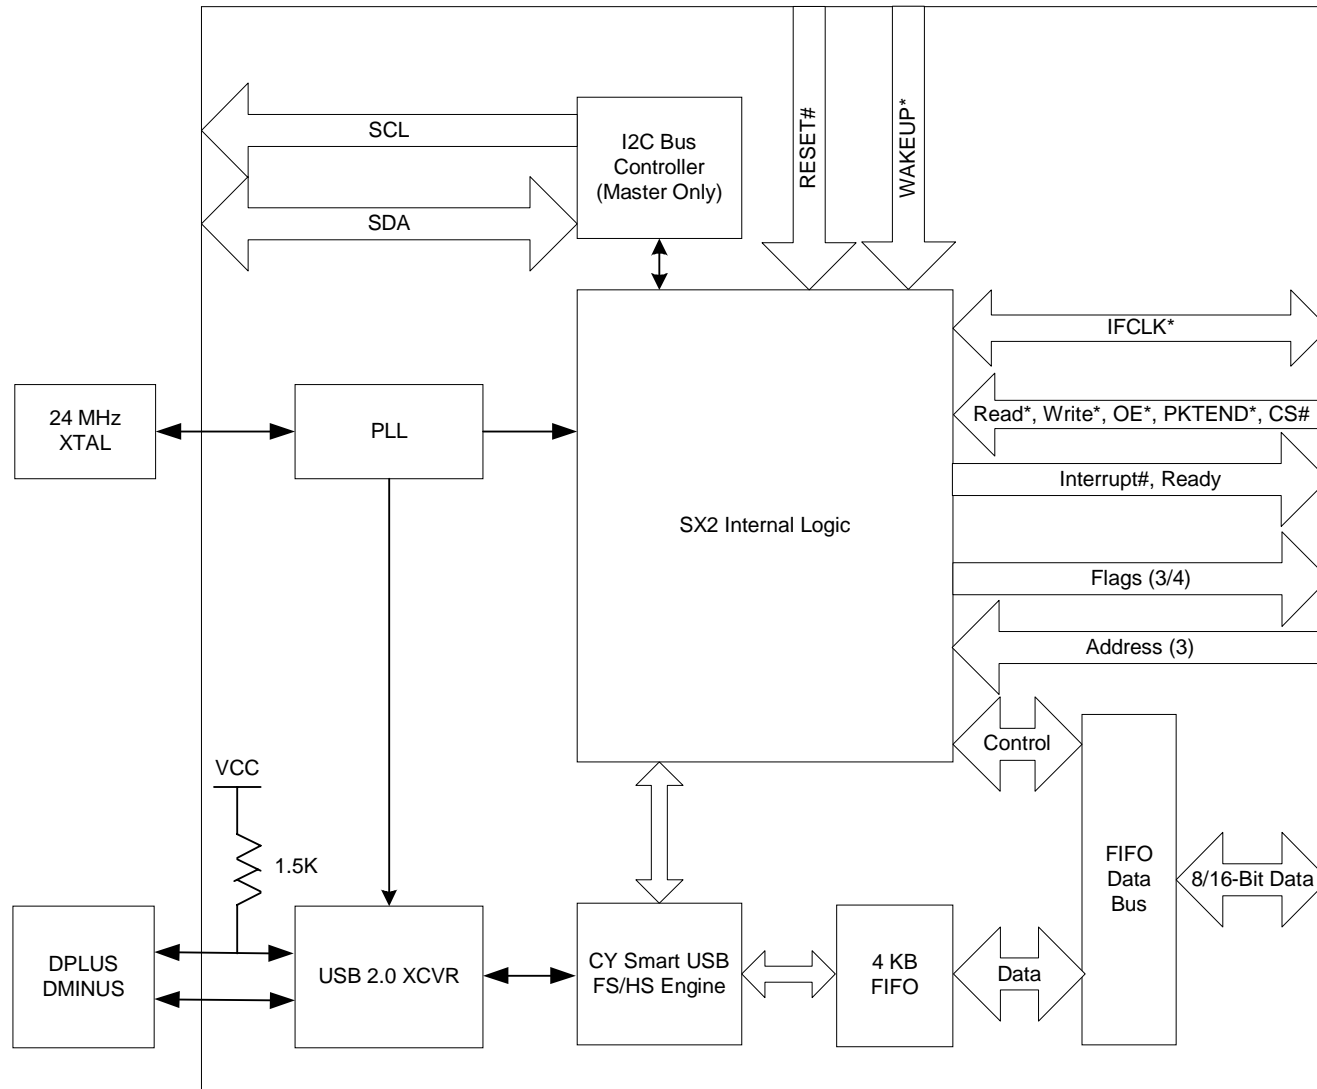 RESET#
WAKEUP*
SCL
I2C Bus
Controller
(Master Only)
SDA
IFCLK*
24 MHz
XTAL
PLL
SX2 Internal Logic
Read*, Write*, OE*, PKTEND*, CS#
Interrupt#, Ready
Flags (3/4)
Address (3)
Control
VCC
1.5K
FIFO
Data
Bus
8/16-Bit Data
DPLUS
DMINUS
USB 2.0 XCVR
CY Smart USB
FS/HS Engine
4 KB
FIFO
Data